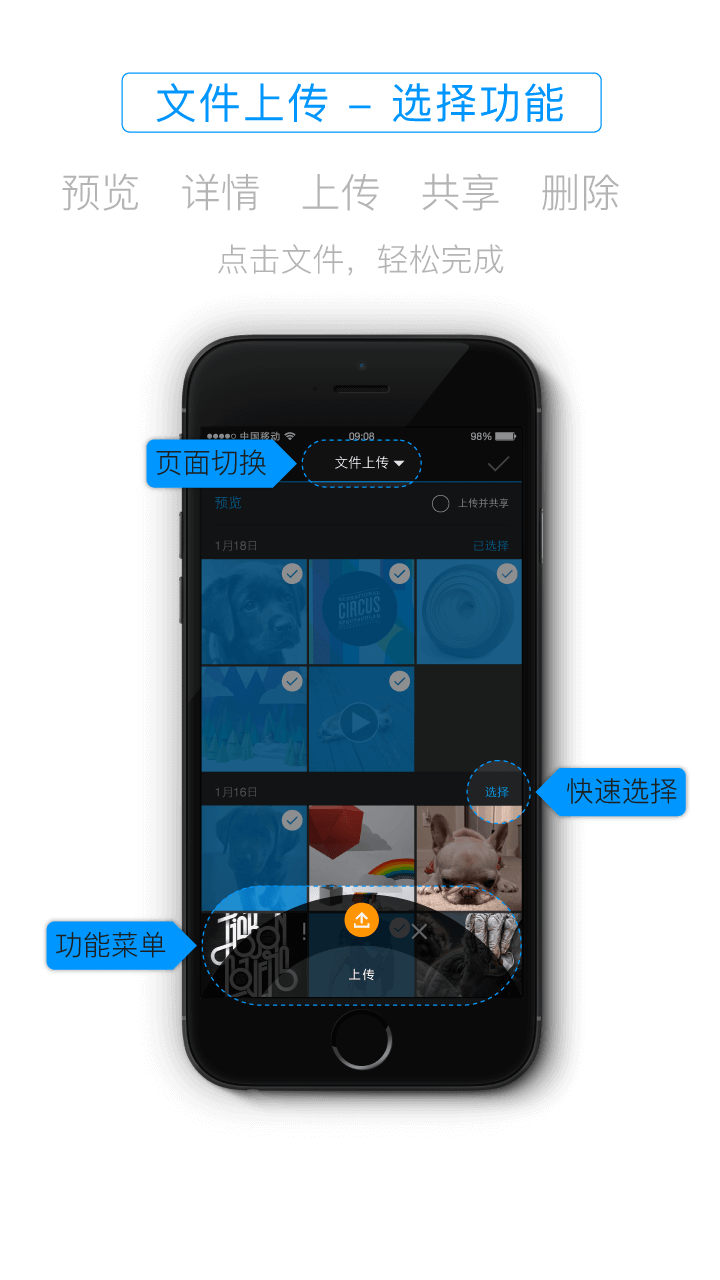 文件上传 – 选择功能
预览 详情 上传 共享 删除
点击文件，轻松完成
中国移动 09:08 98%
页面切换
文件上传
预览 上传并共享
1月18日 已选择
CIRCUS
1月16日 选择
快速选择
功能菜单
上传